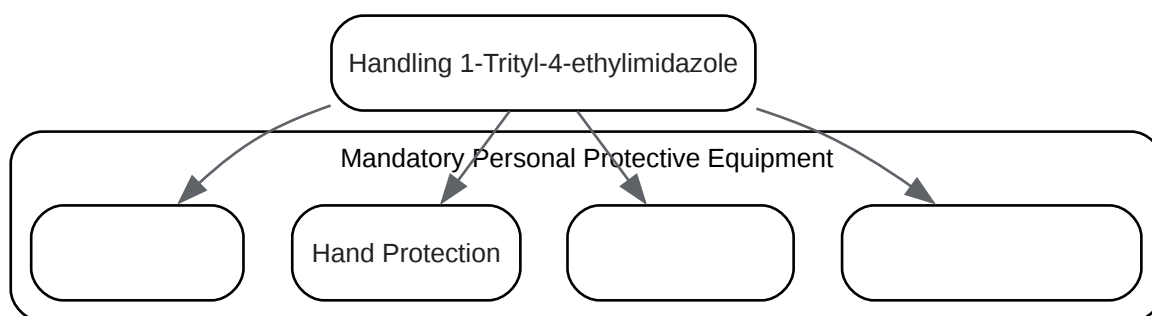 Handling 1-Trityl-4-ethylimidazole
Mandatory Personal Protective Equipment
Hand Protection